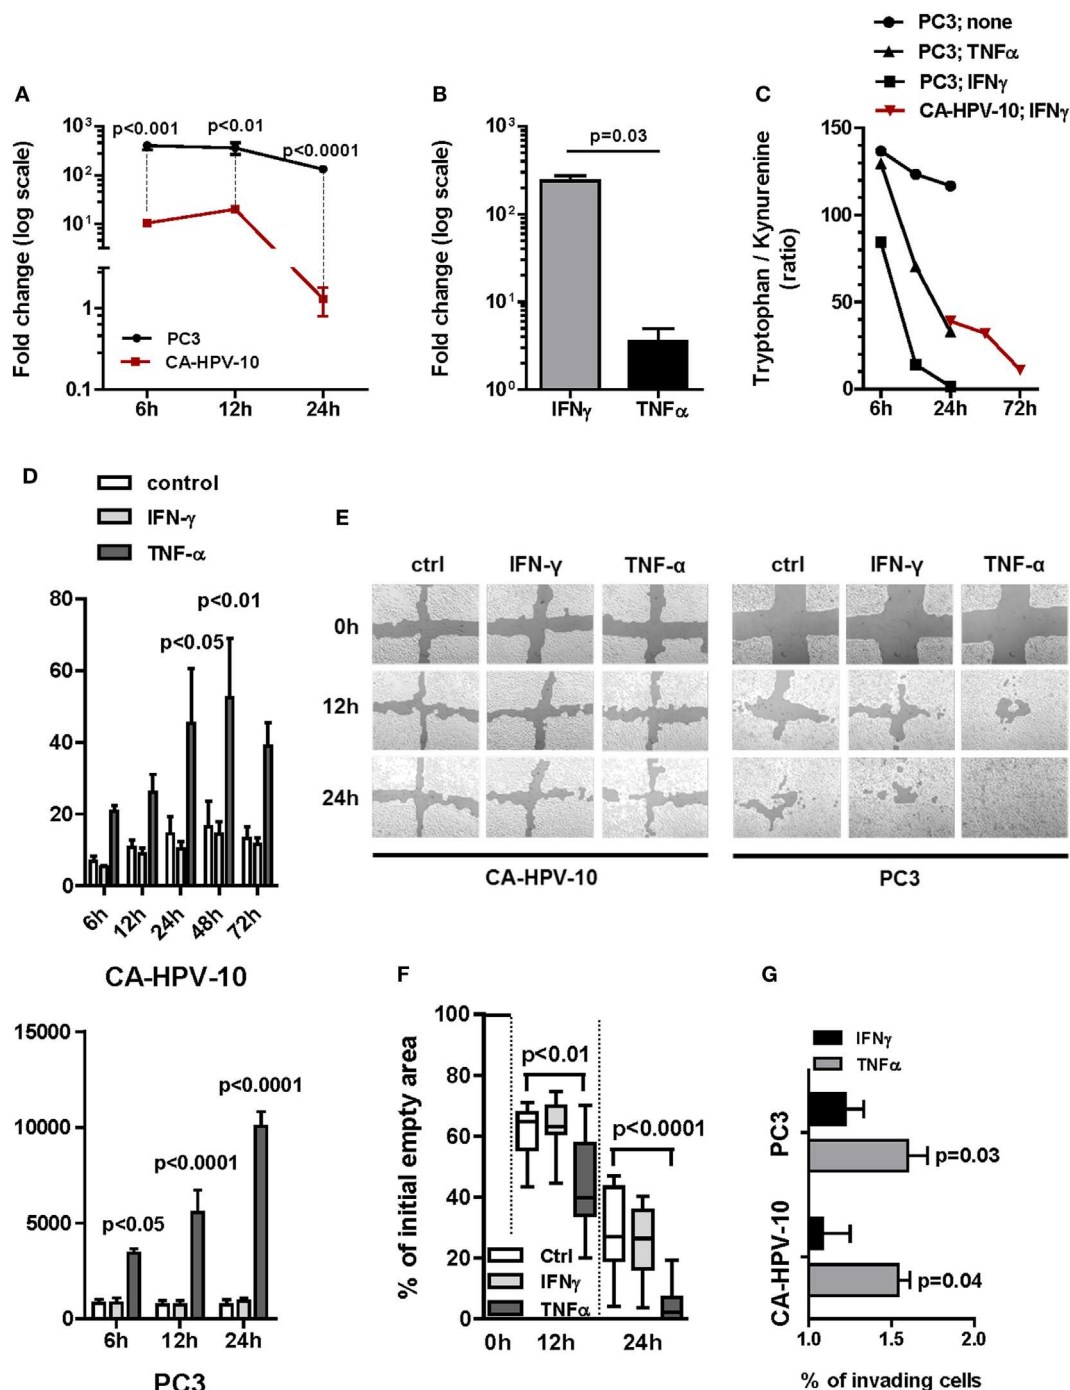 PC3; none
PC3; TNFα
PC3; IFNγ
CA-HPV-10; IFNγ
A
p<0.001
p<0.01
p<0.0001
10³
10²
10¹
1
0.1
Fold change (log scale)
PC3
CA-HPV-10
6h
12h
24h
B
p=0.03
10³
10²
10¹
10⁰
Fold change (log scale)
IFNγ
TNFα
C
150
100
50
0
Tryptophan / Kynurenine
(ratio)
6h
24h
72h
D
control
IFN-γ
TNF-α
80
60
40
20
0
p<0.05
p<0.01
6h
12h
24h
48h
72h
CA-HPV-10
15000
10000
5000
0
p<0.05
p<0.0001
p<0.0001
6h
12h
24h
PC3
E
ctrl
IFN-γ
TNF-α
ctrl
IFN-γ
TNF-α
0h
12h
24h
CA-HPV-10
PC3
F
100
80
60
40
20
0
% of initial empty area
p<0.01
p<0.0001
Ctrl
IFNγ
TNFα
0h
12h
24h
G
IFNγ
TNFα
PC3
CA-HPV-10
p=0.03
p=0.04
1.0
1.5
2.0
% of invading cells